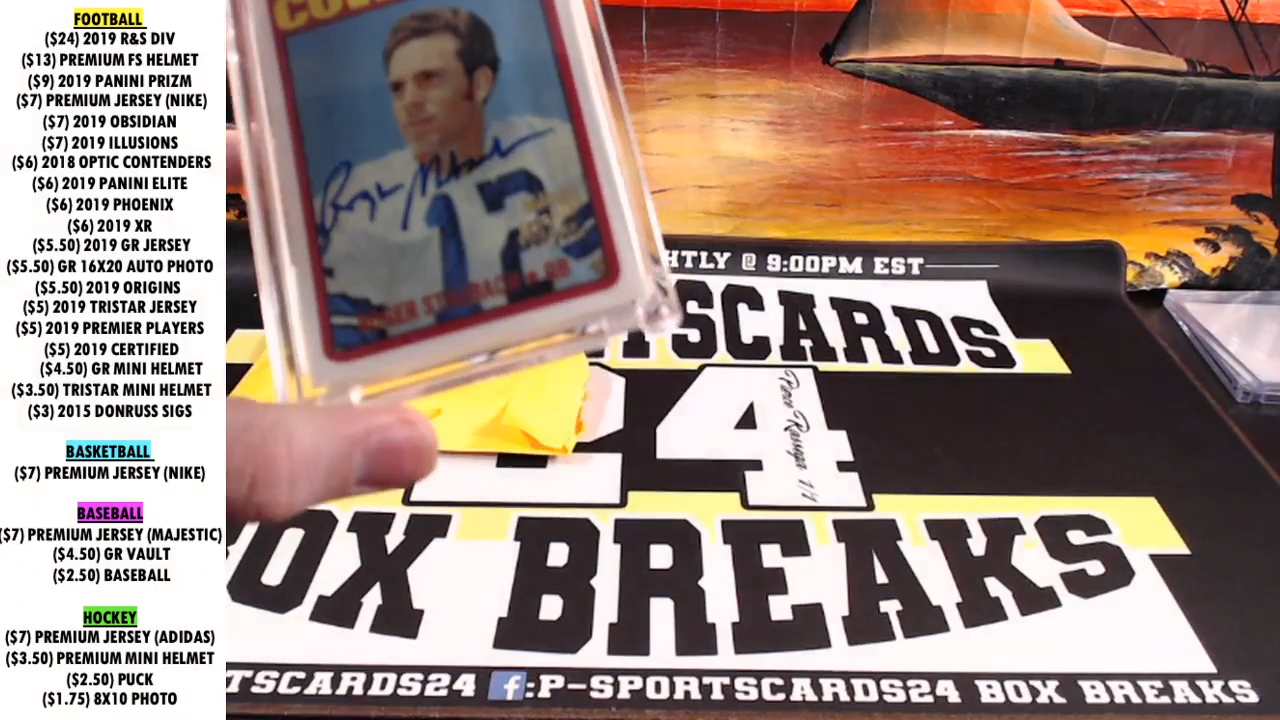 FOOTBALL
($24) 2019 R&S DIV
($13) PREMIUM FS HELMET
($9) 2019 PANINI PRIZM
($7) PREMIUM JERSEY (NIKE)
($7) 2019 OBSIDIAN
($7) 2019 ILLUSIONS
($6) 2018 OPTIC CONTENDERS
($6) 2019 PANINI ELITE
($6) 2019 PHOENIX
($6) 2019 XR
($5.50) 2019 GR JERSEY
($5.50) GR 16X20 AUTO PHOTO
($5.50) 2019 ORIGINS
($5) 2019 TRISTAR JERSEY
($5) 2019 PREMIER PLAYERS
($5) 2019 CERTIFIED
($4.50) GR MINI HELMET
($3.50) TRISTAR MINI HELMET
($3) 2015 DONRUSS SIGS
BASKETBALL
($7) PREMIUM JERSEY (NIKE)
BASEBALL
($7) PREMIUM JERSEY (MAJESTIC)
($4.50) GR VAULT
($2.50) BASEBALL
HOCKEY
($7) PREMIUM JERSEY (ADIDAS)
($3.50) PREMIUM MINI HELMET
($2.50) PUCK
($1.75) 8X10 PHOTO
12
HTLY @ 9:00PM EST
TSCARDS
24
1/1
OX BREAKS
TSCARDS24 f:P-SPORTSCARDS24 BOX BREAKS